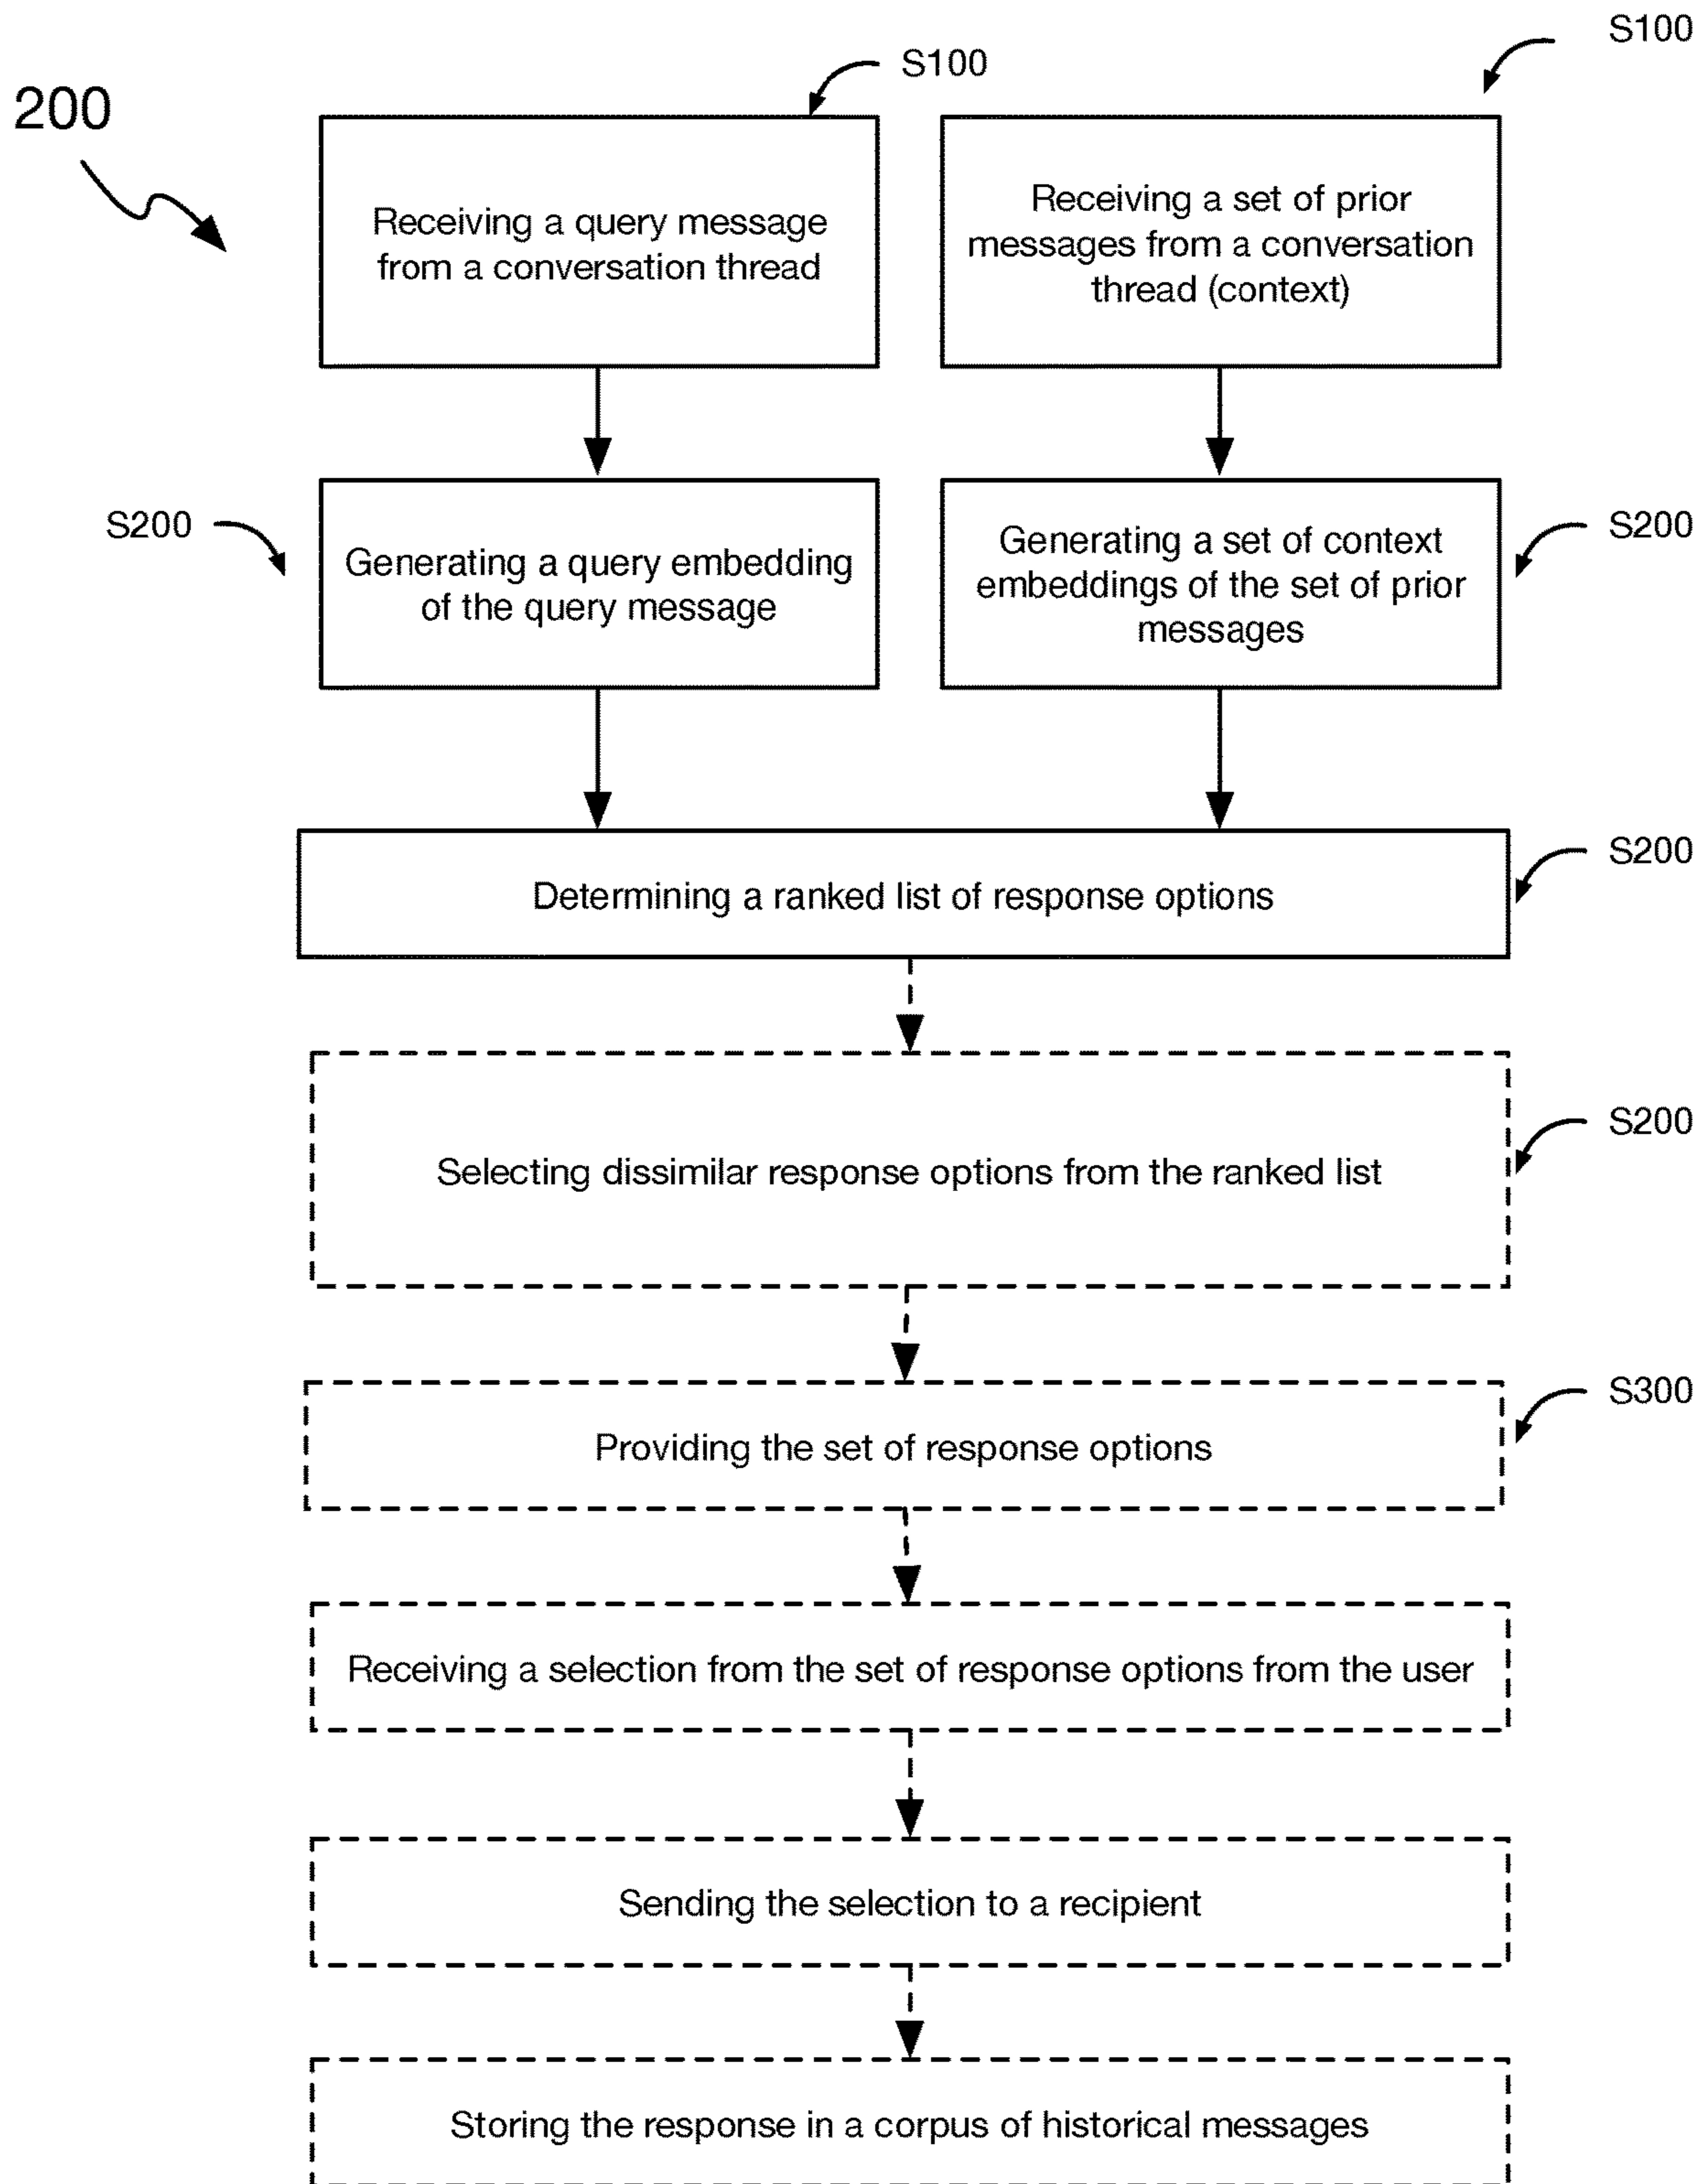 200
S100
S100
Receiving a query message
from a conversation thread
Receiving a set of prior
messages from a conversation
thread (context)
S200
Generating a query embedding
of the query message
Generating a set of context
embeddings of the set of prior
messages
S200
Determining a ranked list of response options
S200
Selecting dissimilar response options from the ranked list
S200
Providing the set of response options
S300
Receiving a selection from the set of response options from the user
Sending the selection to a recipient
Storing the response in a corpus of historical messages